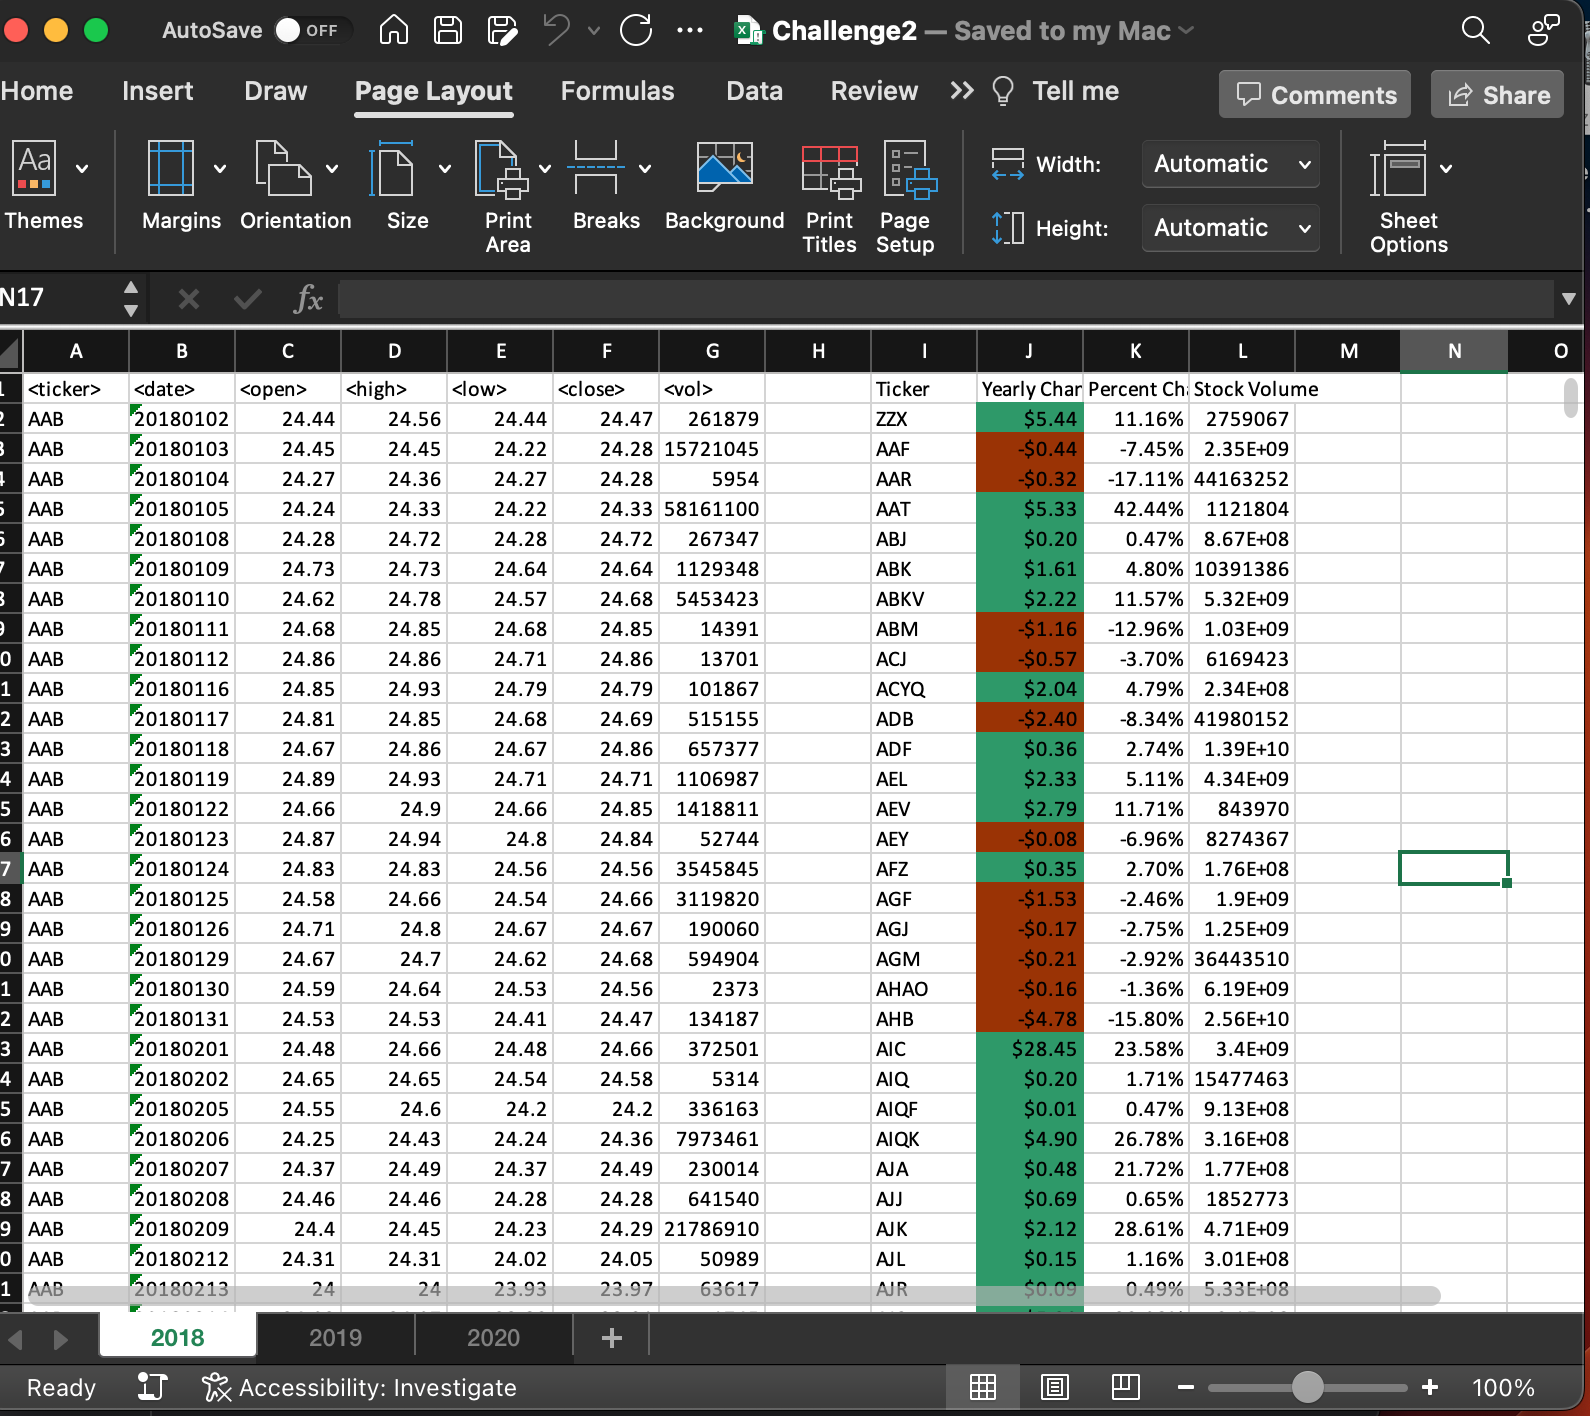 AutoSave OFF Challenge2 — Saved to my Mac
Home Insert Draw Page Layout Formulas Data Review Tell me Comments Share
Aa
Themes Margins Orientation Size Print Area Breaks Background Print Titles Page Setup Width: Automatic Height: Automatic Sheet Options
N17 fx
A B C D E F G H I J K L M N O
1 <ticker> <date> <open> <high> <low> <close> <vol> Ticker Yearly Char Percent Cha Stock Volume
2 AAB 20180102 24.44 24.56 24.44 24.47 261879 ZZX $5.44 11.16% 2759067
3 AAB 20180103 24.45 24.45 24.22 24.28 15721045 AAF -$0.44 -7.45% 2.35E+09
4 AAB 20180104 24.27 24.36 24.27 24.28 5954 AAR -$0.32 -17.11% 44163252
5 AAB 20180105 24.24 24.33 24.22 24.33 58161100 AAT $5.33 42.44% 1121804
6 AAB 20180108 24.28 24.72 24.28 24.72 267347 ABJ $0.20 0.47% 8.67E+08
7 AAB 20180109 24.73 24.73 24.64 24.64 1129348 ABK $1.61 4.80% 10391386
8 AAB 20180110 24.62 24.78 24.57 24.68 5453423 ABKV $2.22 11.57% 5.32E+09
9 AAB 20180111 24.68 24.85 24.68 24.85 14391 ABM -$1.16 -12.96% 1.03E+09
0 AAB 20180112 24.86 24.86 24.71 24.86 13701 ACJ -$0.57 -3.70% 6169423
1 AAB 20180116 24.85 24.93 24.79 24.79 101867 ACYQ $2.04 4.79% 2.34E+08
2 AAB 20180117 24.81 24.85 24.68 24.69 515155 ADB -$2.40 -8.34% 41980152
3 AAB 20180118 24.67 24.86 24.67 24.86 657377 ADF $0.36 2.74% 1.39E+10
4 AAB 20180119 24.89 24.93 24.71 24.71 1106987 AEL $2.33 5.11% 4.34E+09
5 AAB 20180122 24.66 24.9 24.66 24.85 1418811 AEV $2.79 11.71% 843970
6 AAB 20180123 24.87 24.94 24.8 24.84 52744 AEY -$0.08 -6.96% 8274367
7 AAB 20180124 24.83 24.83 24.56 24.56 3545845 AFZ $0.35 2.70% 1.76E+08
8 AAB 20180125 24.58 24.66 24.54 24.66 3119820 AGF -$1.53 -2.46% 1.9E+09
9 AAB 20180126 24.71 24.8 24.67 24.67 190060 AGJ -$0.17 -2.75% 1.25E+09
0 AAB 20180129 24.67 24.7 24.62 24.68 594904 AGM -$0.21 -2.92% 36443510
1 AAB 20180130 24.59 24.64 24.53 24.56 2373 AHAO -$0.16 -1.36% 6.19E+09
2 AAB 20180131 24.53 24.53 24.41 24.47 134187 AHB -$4.78 -15.80% 2.56E+10
3 AAB 20180201 24.48 24.66 24.48 24.66 372501 AIC $28.45 23.58% 3.4E+09
4 AAB 20180202 24.65 24.65 24.54 24.58 5314 AIQ $0.20 1.71% 15477463
5 AAB 20180205 24.55 24.6 24.2 24.2 336163 AIQF $0.01 0.47% 9.13E+08
6 AAB 20180206 24.25 24.43 24.24 24.36 7973461 AIQK $4.90 26.78% 3.16E+08
7 AAB 20180207 24.37 24.49 24.37 24.49 230014 AJA $0.48 21.72% 1.77E+08
8 AAB 20180208 24.46 24.46 24.28 24.28 641540 AJJ $0.69 0.65% 1852773
9 AAB 20180209 24.4 24.45 24.23 24.29 21786910 AJK $2.12 28.61% 4.71E+09
0 AAB 20180212 24.31 24.31 24.02 24.05 50989 AJL $0.15 1.16% 3.01E+08
1 AAB 20180213 24 24 23.93 23.97 63617 AJR $0.09 0.49% 5.33E+08
2018 2019 2020 +
Ready Accessibility: Investigate 100%